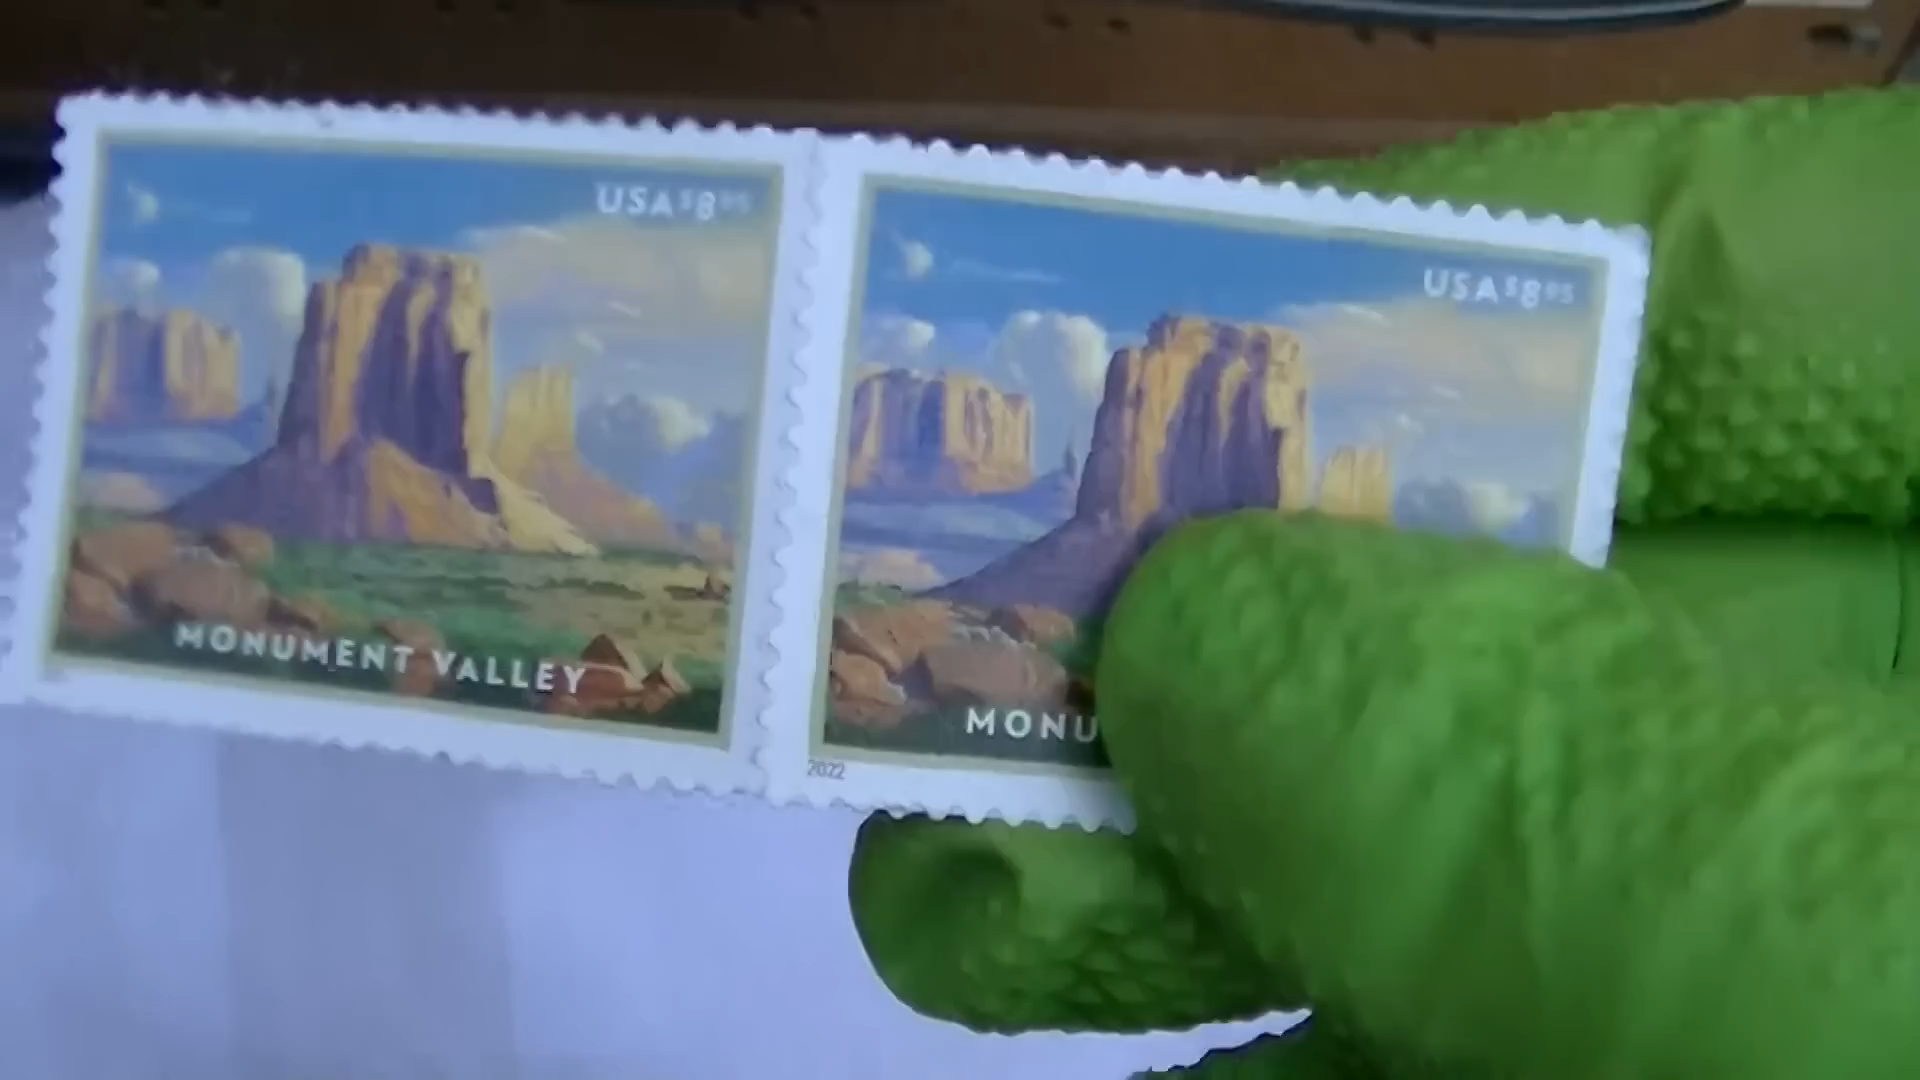 USA $8 95
MONUMENT VALLEY
USA $8 95
MONU
2022